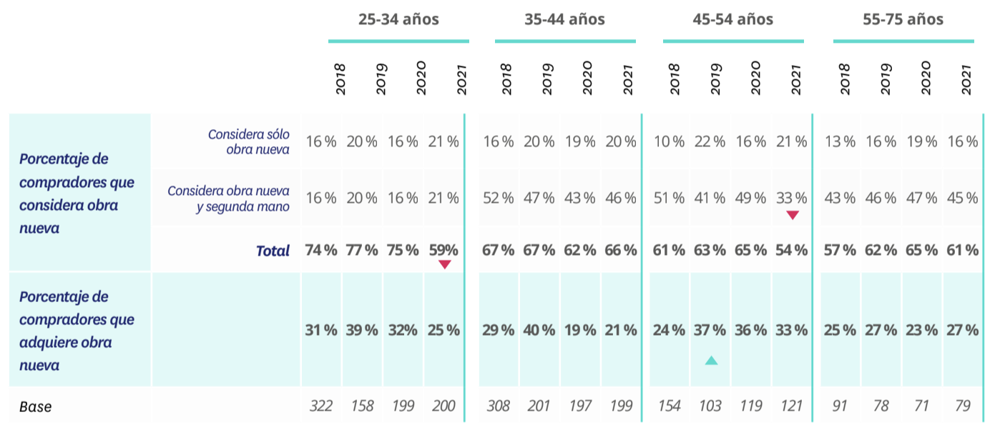 25-34 años 35-44 años 45-54 años 55-75 años
2018 2019 2020 2021 2018 2019 2020 2021 2018 2019 2020 2021 2018 2019 2020 2021
Porcentaje de
compradores que
considera obra
nueva
Considera sólo
obra nueva
16 % 20 % 16 % 21 % 16 % 20 % 19 % 20 % 10 % 22 % 16 % 21 % 13 % 16 % 19 % 16 %
Considera obra nueva
y segunda mano
16 % 20 % 16 % 21 % 52 % 47 % 43 % 46 % 51 % 41 % 49 % 33 % 43 % 46 % 47 % 45 %
Total 74 % 77 % 75 % 59% 67 % 67 % 62 % 66 % 61 % 63 % 65 % 54 % 57 % 62 % 65 % 61 %
Porcentaje de
compradores que
adquiere obra
nueva
31 % 39 % 32% 25 % 29 % 40 % 19 % 21 % 24 % 37 % 36 % 33 % 25 % 27 % 23 % 27 %
Base 322 158 199 200 308 201 197 199 154 103 119 121 91 78 71 79